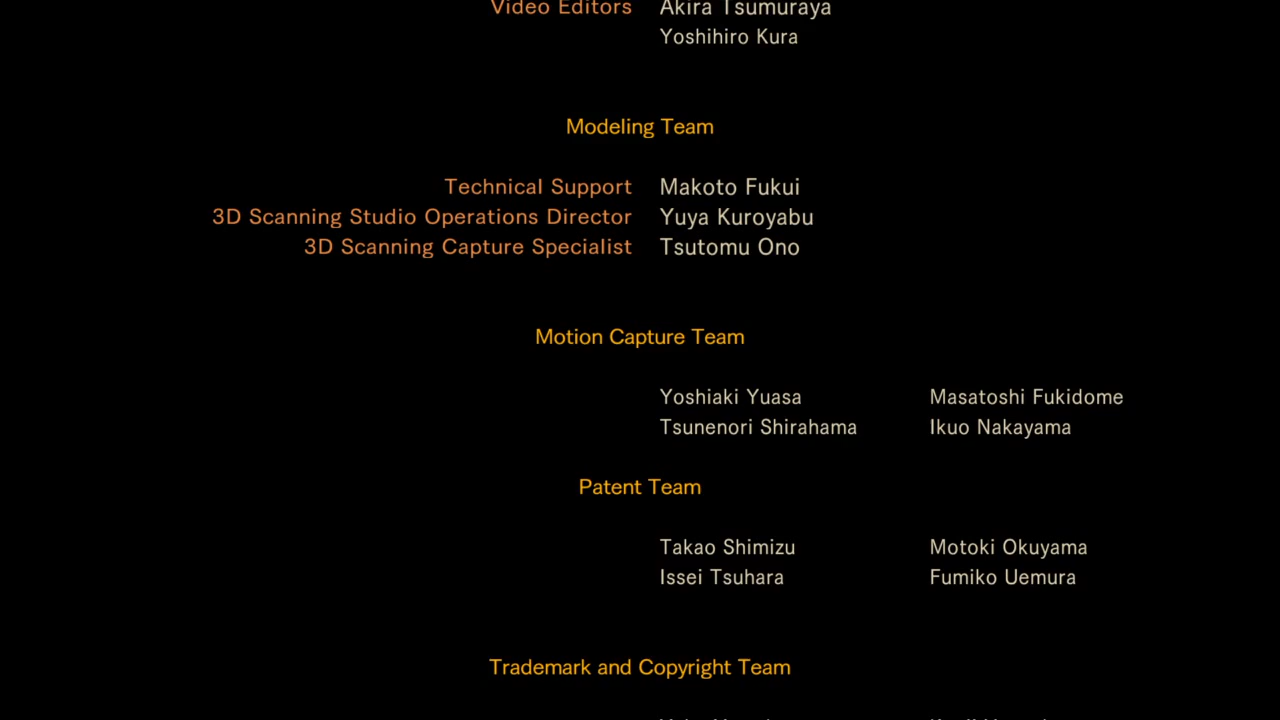 Video Editors Akira Tsumuraya
Yoshihiro Kura
Modeling Team
Technical Support Makoto Fukui
3D Scanning Studio Operations Director Yuya Kuroyabu
3D Scanning Capture Specialist Tsutomu Ono
Motion Capture Team
Yoshiaki Yuasa Masatoshi Fukidome
Tsunenori Shirahama Ikuo Nakayama
Patent Team
Takao Shimizu Motoki Okuyama
Issei Tsuhara Fumiko Uemura
Trademark and Copyright Team